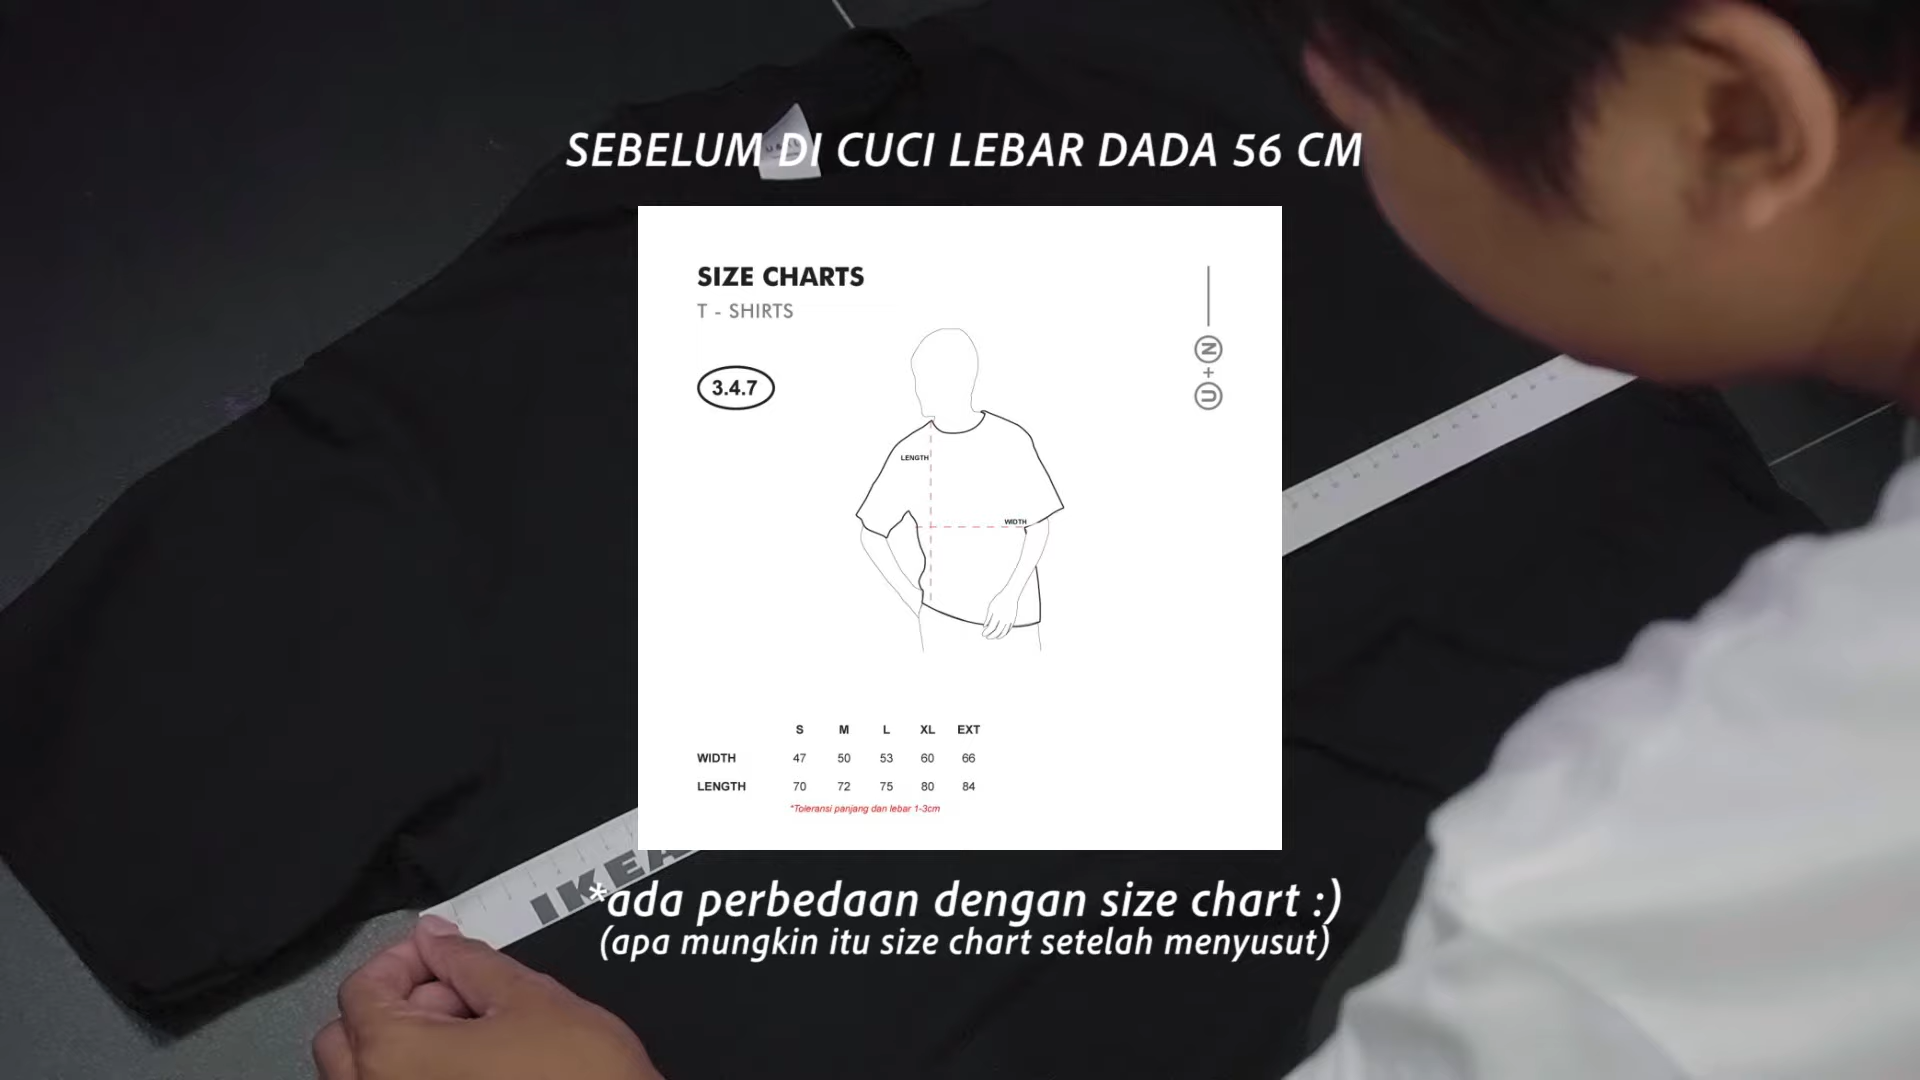 SEBELUM DI CUCI LEBAR DADA 56 CM
SIZE CHARTS
T - SHIRTS
3.4.7
U+N
LENGTH
WIDTH
S M L XL EXT
WIDTH 47 50 53 60 66
LENGTH 70 72 75 80 84
*Toleransi panjang dan lebar 1-3cm
IKEA
*ada perbedaan dengan size chart :)
(apa mungkin itu size chart setelah menyusut)